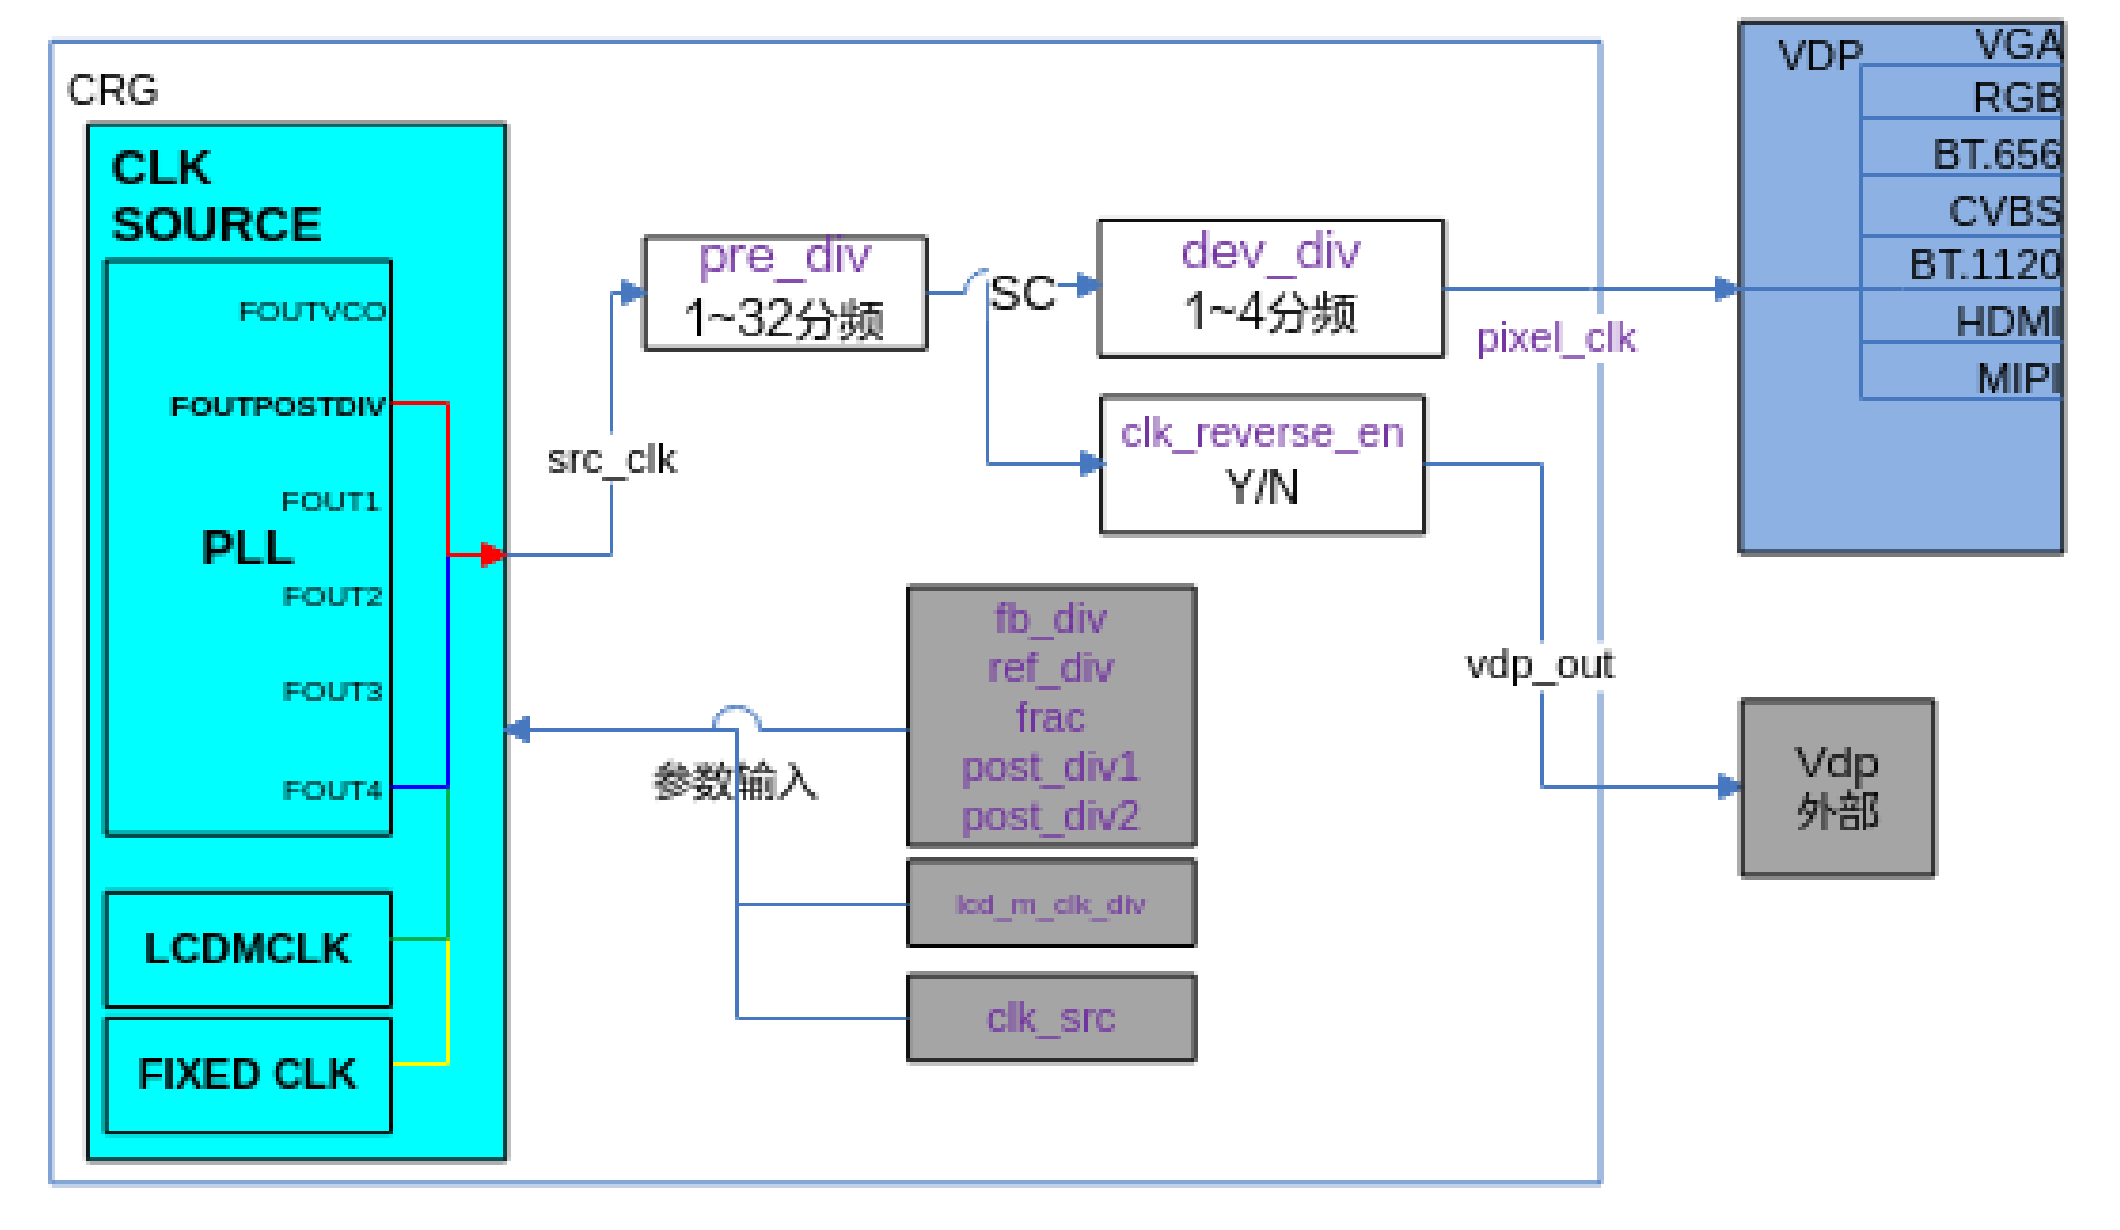 CRG
CLK
SOURCE
FOUTVCO
FOUTPOSTDIV
FOUT1
PLL
FOUT2
FOUT3
FOUT4
LCDMCLK
FIXED CLK
src_clk
pre_div
1~32分频
SC
dev_div
1~4分频
pixel_clk
clk_reverse_en
Y/N
vdp_out
参数输入
fb_div
ref_div
frac
post_div1
post_div2
lcd_m_clk_div
clk_src
VDP
VGA
RGB
BT.656
CVBS
BT.1120
HDMI
MIPI
Vdp
外部